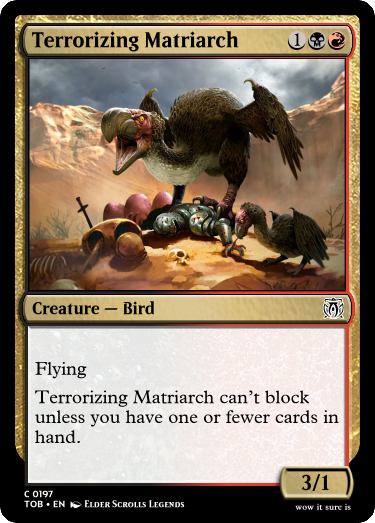 Terrorizing Matriarch 1
Creature — Bird
Flying
Terrorizing Matriarch can't block
unless you have one or fewer cards in
hand.
3/1
C 0197
TOB • EN Elder Scrolls Legends
wow it sure is